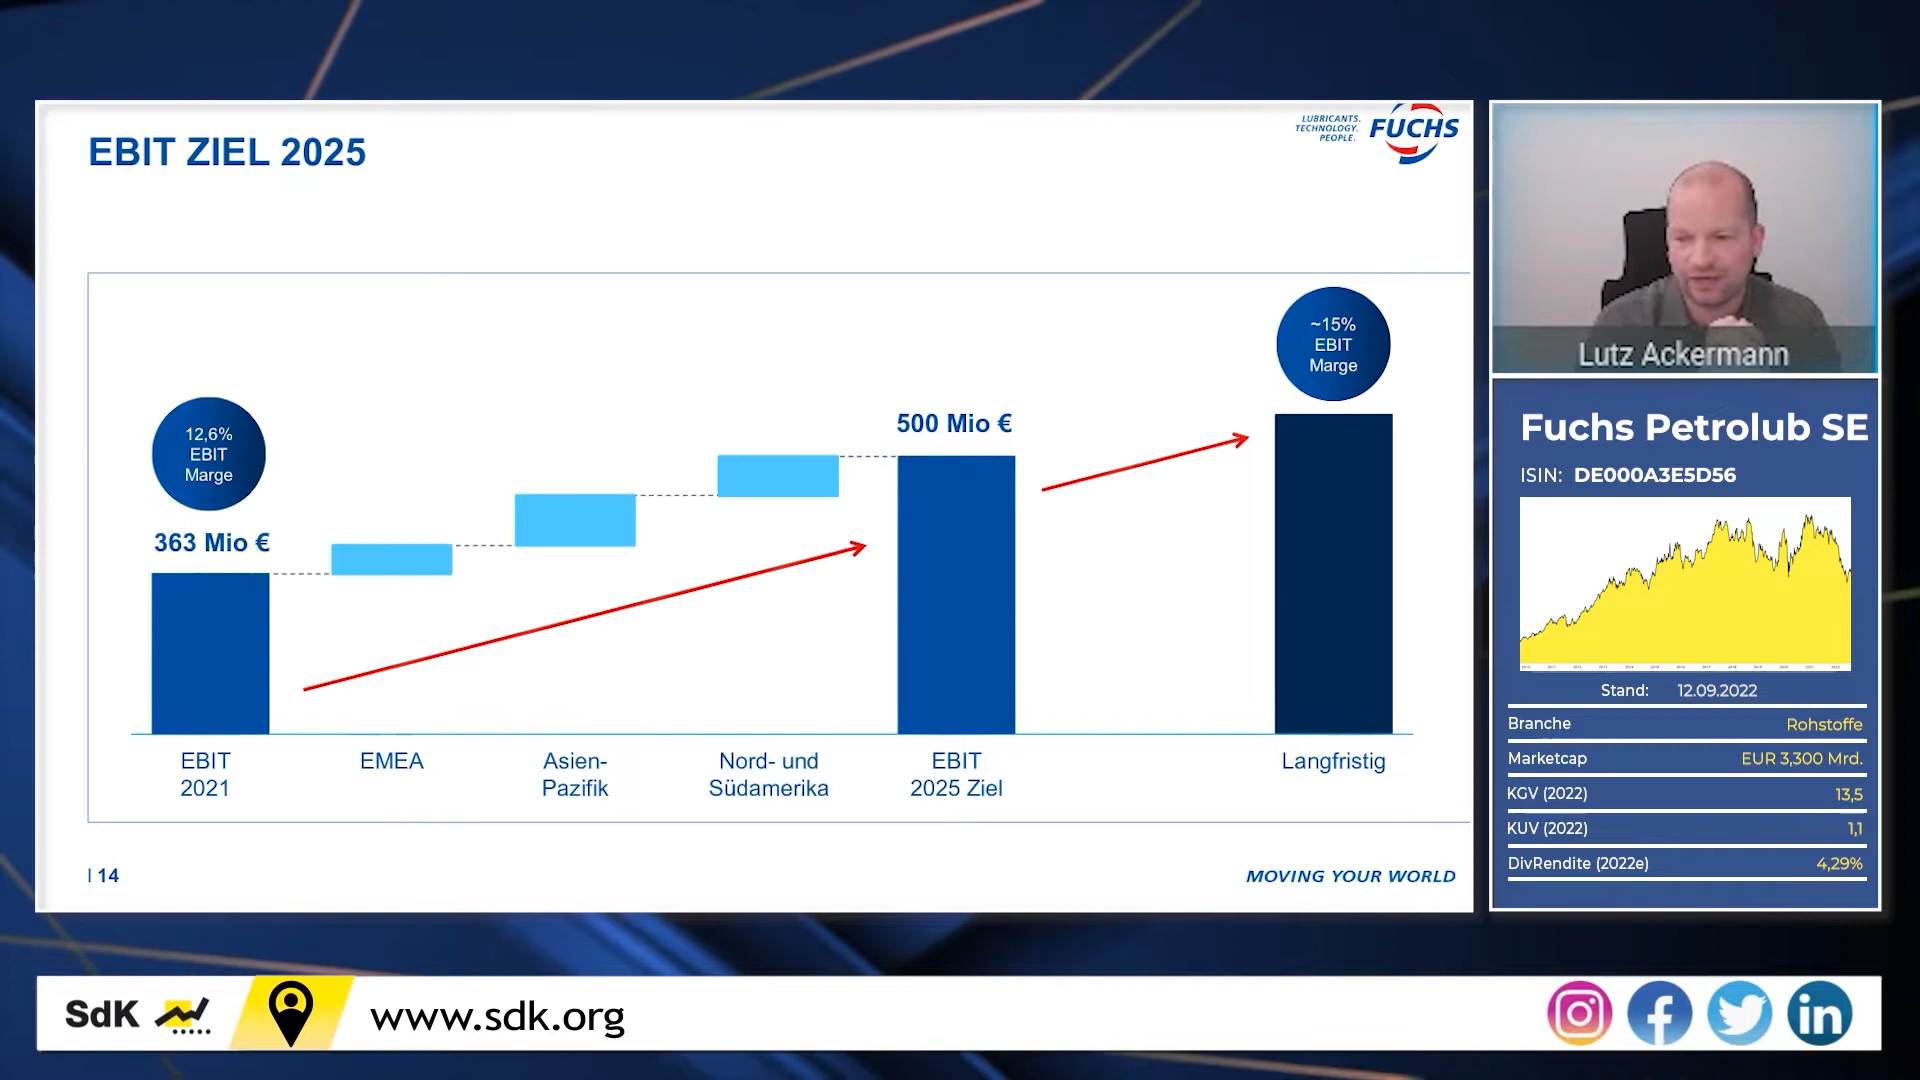 EBIT ZIEL 2025
LUBRICANTS.
TECHNOLOGY.
PEOPLE.
FUCHS
12,6%
EBIT
Marge
363 Mio €
500 Mio €
~15%
EBIT
Marge
EBIT
2021
EMEA
Asien-
Pazifik
Nord- und
Südamerika
EBIT
2025 Ziel
Langfristig
| 14
MOVING YOUR WORLD
Lutz Ackermann
Fuchs Petrolub SE
ISIN: DE000A3E5D56
Stand: 12.09.2022
Branche Rohstoffe
Marketcap EUR 3,300 Mrd.
KGV (2022) 13,5
KUV (2022) 1,1
DivRendite (2022e) 4,29%
SdK
www.sdk.org